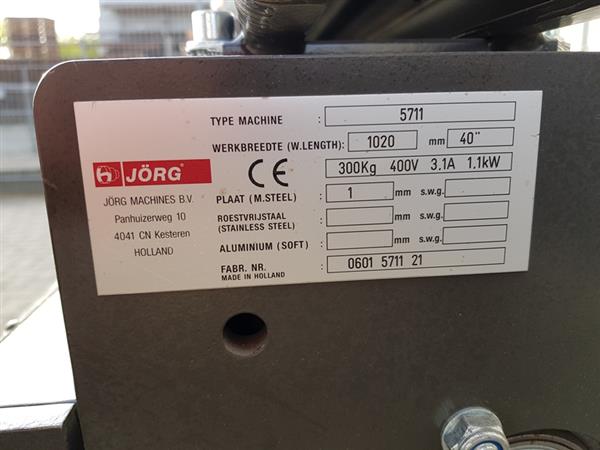 TYPE MACHINE : 5711
WERKBREEDTE (W.LENGTH): 1020 mm 40"
JÖRG CE 300Kg 400V 3.1A 1.1kW
JÖRG MACHINES B.V.
Panhuizerweg 10
4041 CN Kesteren
HOLLAND
PLAAT (M.STEEL) : 1 mm s.w.g.
ROESTVRIJSTAAL
(STAINLESS STEEL) : mm s.w.g.
ALUMINIUM (SOFT) : mm s.w.g.
FABR. NR. : 0601 5711 21
MADE IN HOLLAND